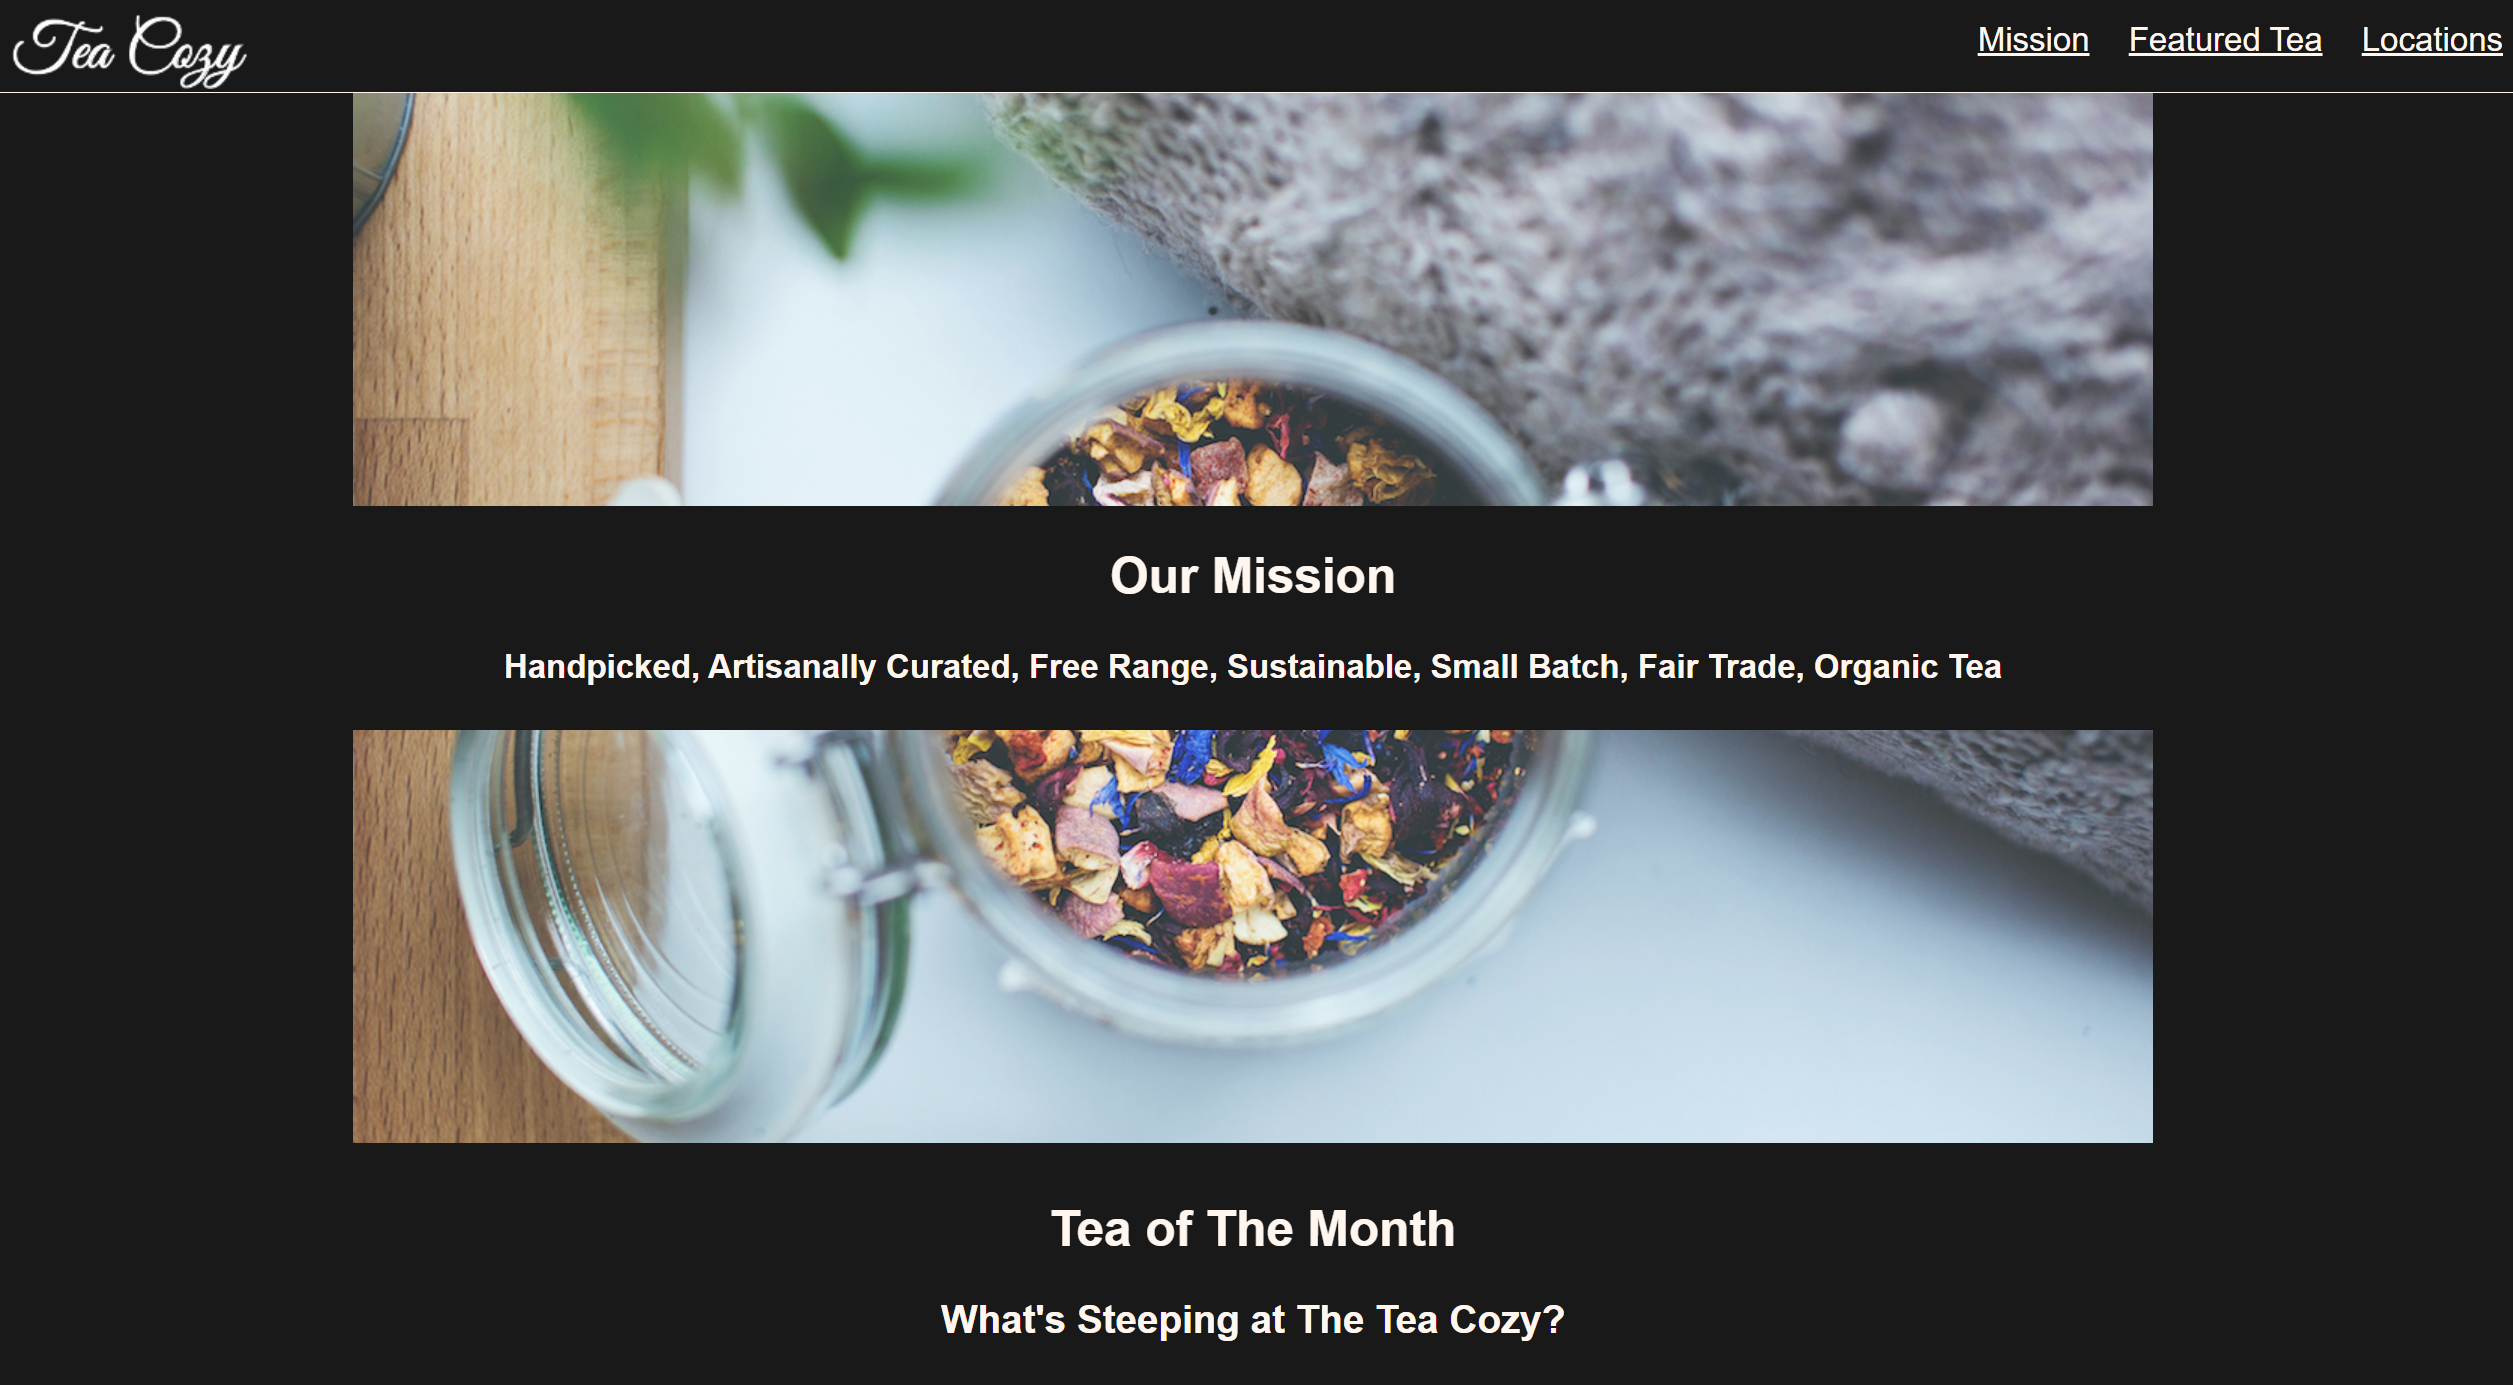 Tea Cozy
Mission Featured Tea Locations
Our Mission
Handpicked, Artisanally Curated, Free Range, Sustainable, Small Batch, Fair Trade, Organic Tea
Tea of The Month
What's Steeping at The Tea Cozy?